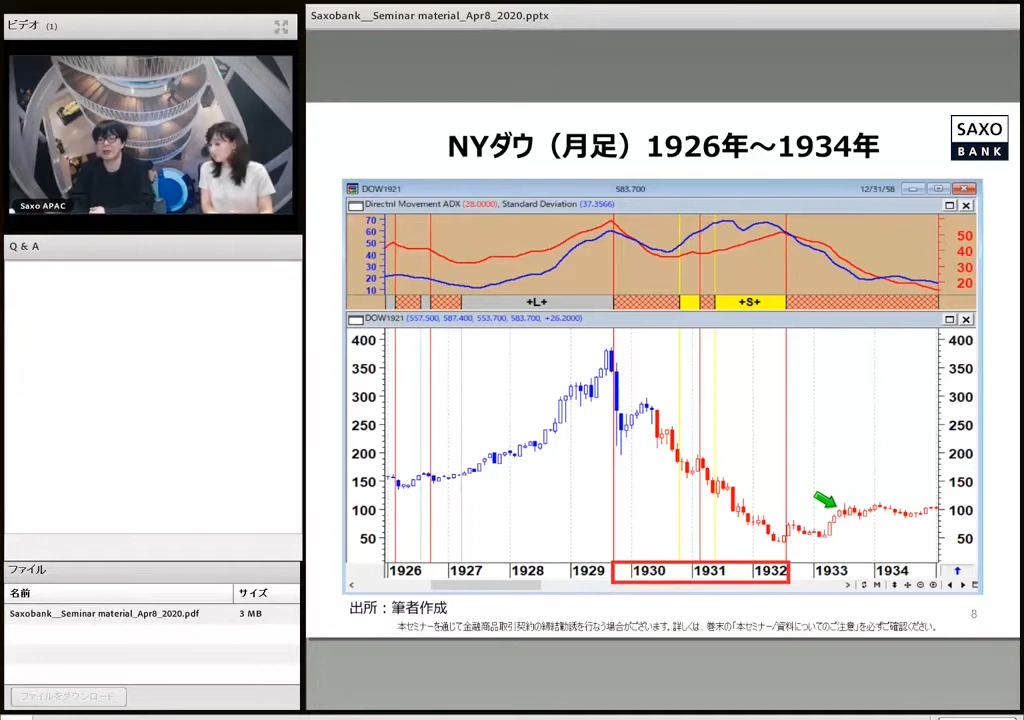 Saxobank__Seminar material_Apr8_2020.pptx
ビデオ (1)
Saxo APAC
Q & A
ファイル
名前 サイズ
Saxobank__Seminar material_Apr8_2020.pdf 3 MB
ファイルをダウンロード
NYダウ（月足）1926年～1934年
SAXO
BANK
DOW1921 583.700 12/31/58
Directnl Movement ADX (28.0000), Standard Deviation (37.3566)
70
60
50
40
30
20
10
50
40
30
20
+L+ +S+
DOW1921 (557.500, 587.400, 553.700, 583.700, +26.2000)
400 400
350 350
300 300
250 250
200 200
150 150
100 100
50 50
1926 1927 1928 1929 1930 1931 1932 1933 1934
出所：筆者作成
8
本セミナーを通じて金融商品取引契約の締結勧誘を行なう場合がございます。詳しくは、巻末の「本セミナー/資料についてのご注意」を必ずご確認ください。